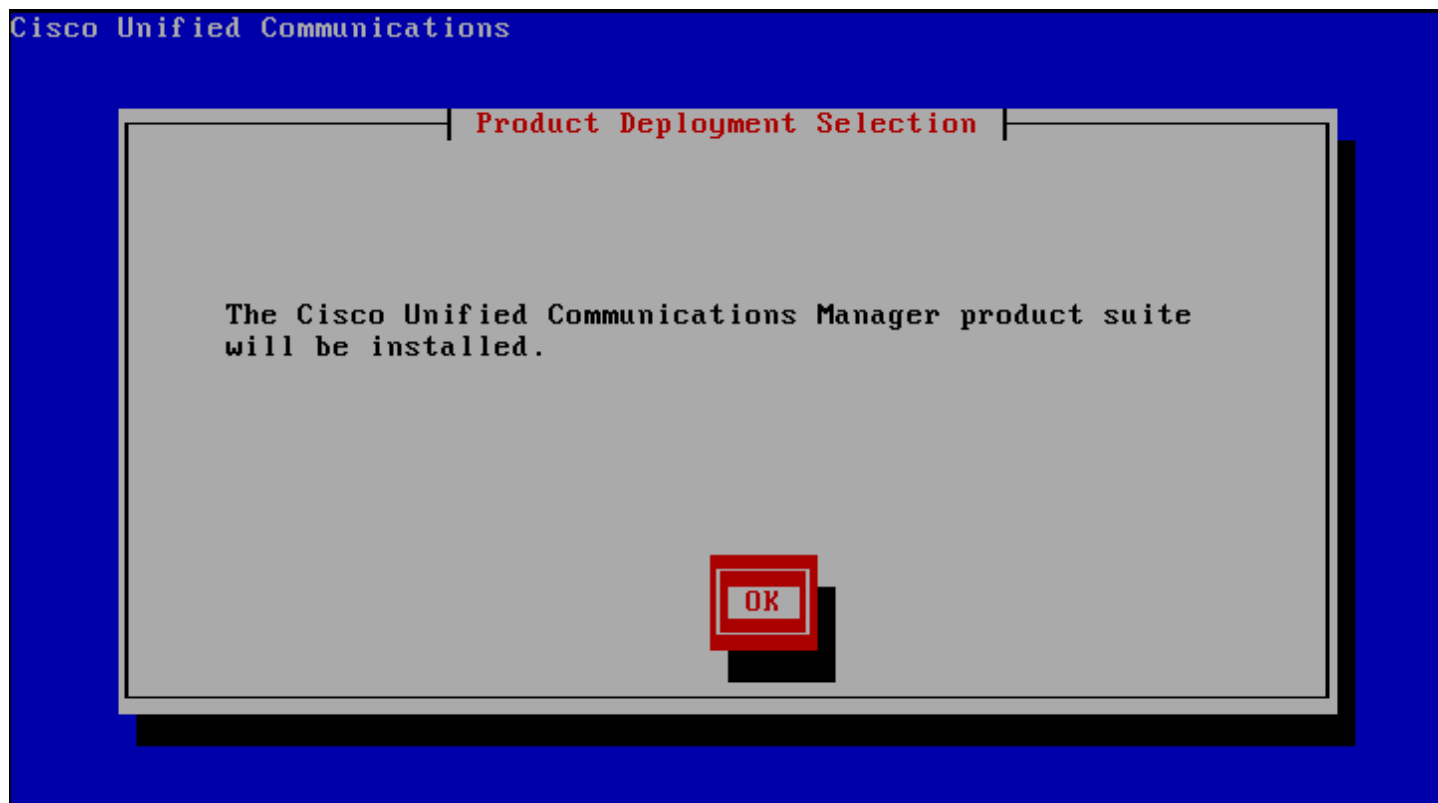 Cisco Unified Communications
Product Deployment Selection
The Cisco Unified Communications Manager product suite
will be installed.
OK